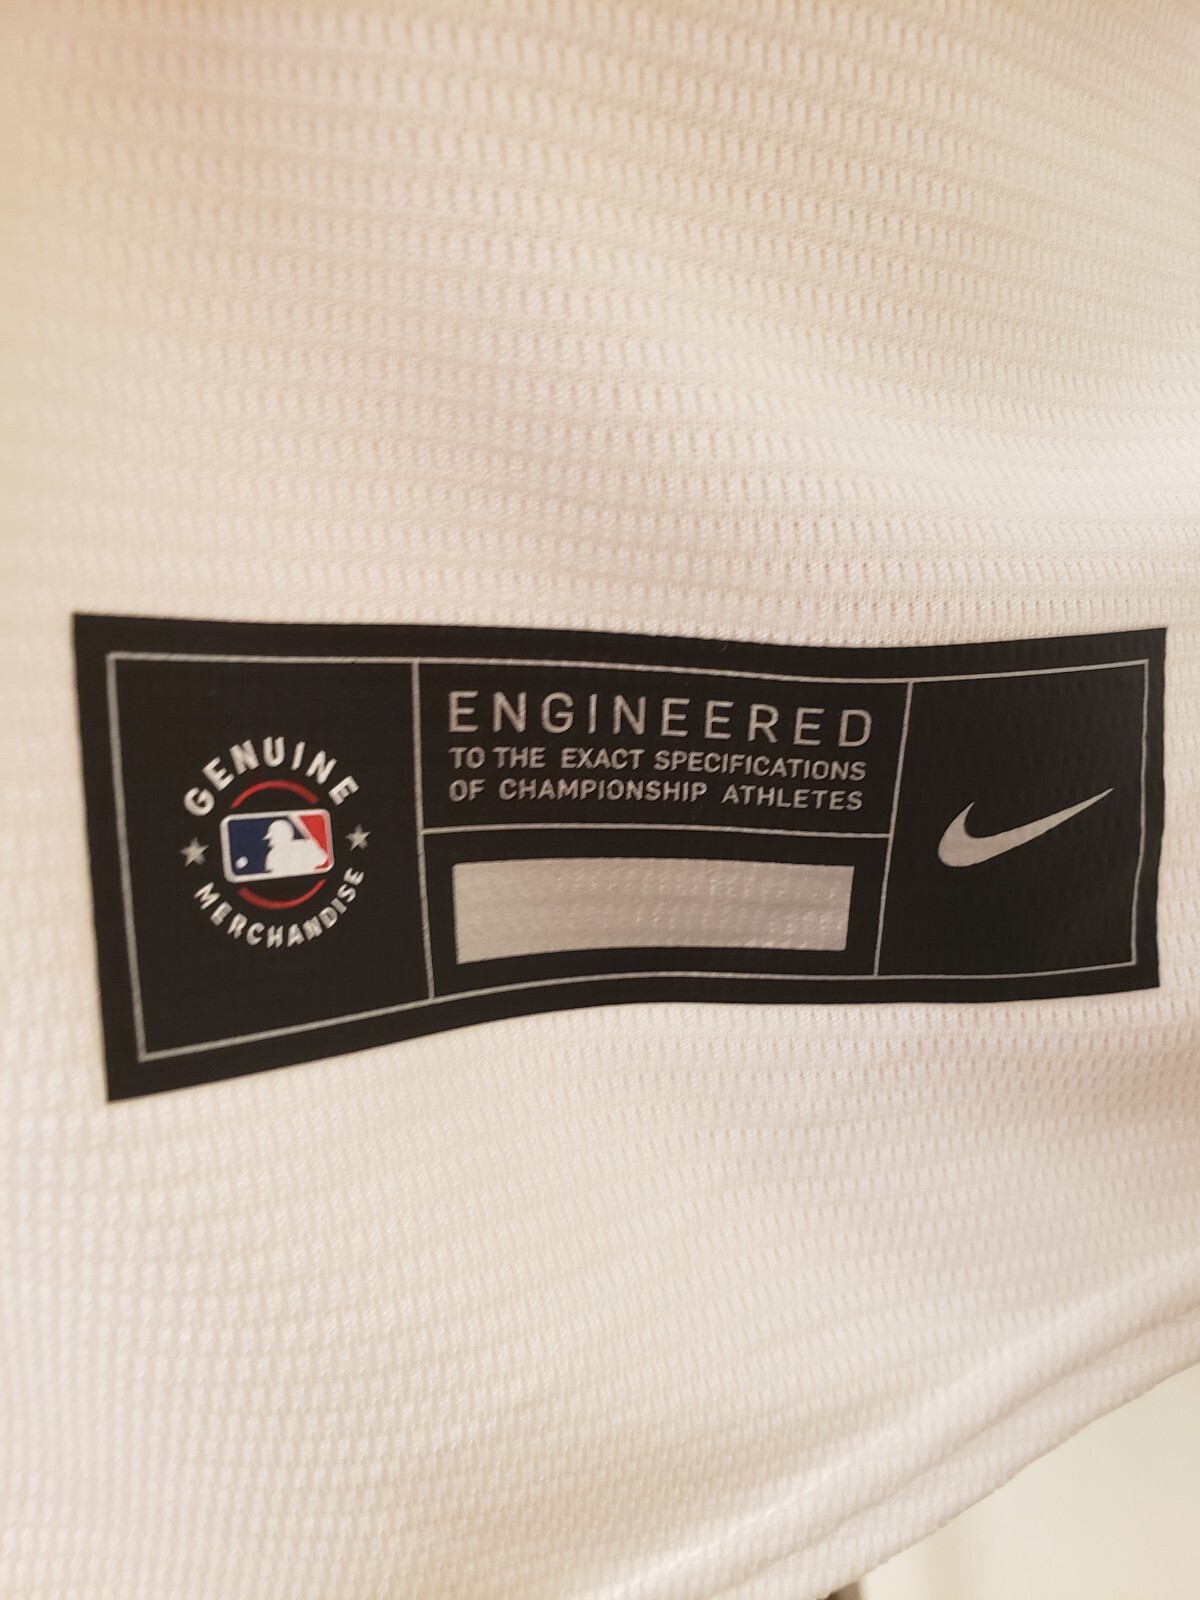 GENUINE
MERCHANDISE
ENGINEERED
TO THE EXACT SPECIFICATIONS
OF CHAMPIONSHIP ATHLETES